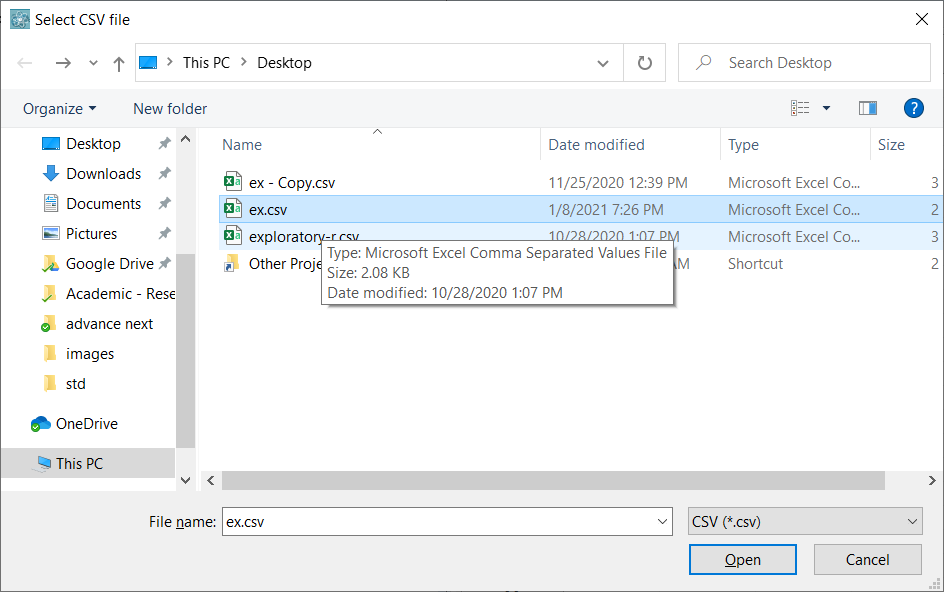 Select CSV file
This PC
Desktop
Search Desktop
Organize
New folder
?
Desktop
Downloads
Documents
Pictures
Google Drive
Academic - Rese
advance next
images
std
OneDrive
This PC
Name Date modified Type Size
ex - Copy.csv 11/25/2020 12:39 PM Microsoft Excel Co... 3
ex.csv 1/8/2021 7:26 PM Microsoft Excel Co... 2
exploratory-r.csv 10/28/2020 1:07 PM Microsoft Excel Co... 3
Other Proje AM Shortcut 2
Type: Microsoft Excel Comma Separated Values File
Size: 2.08 KB
Date modified: 10/28/2020 1:07 PM
File name: ex.csv CSV (*.csv)
Open Cancel